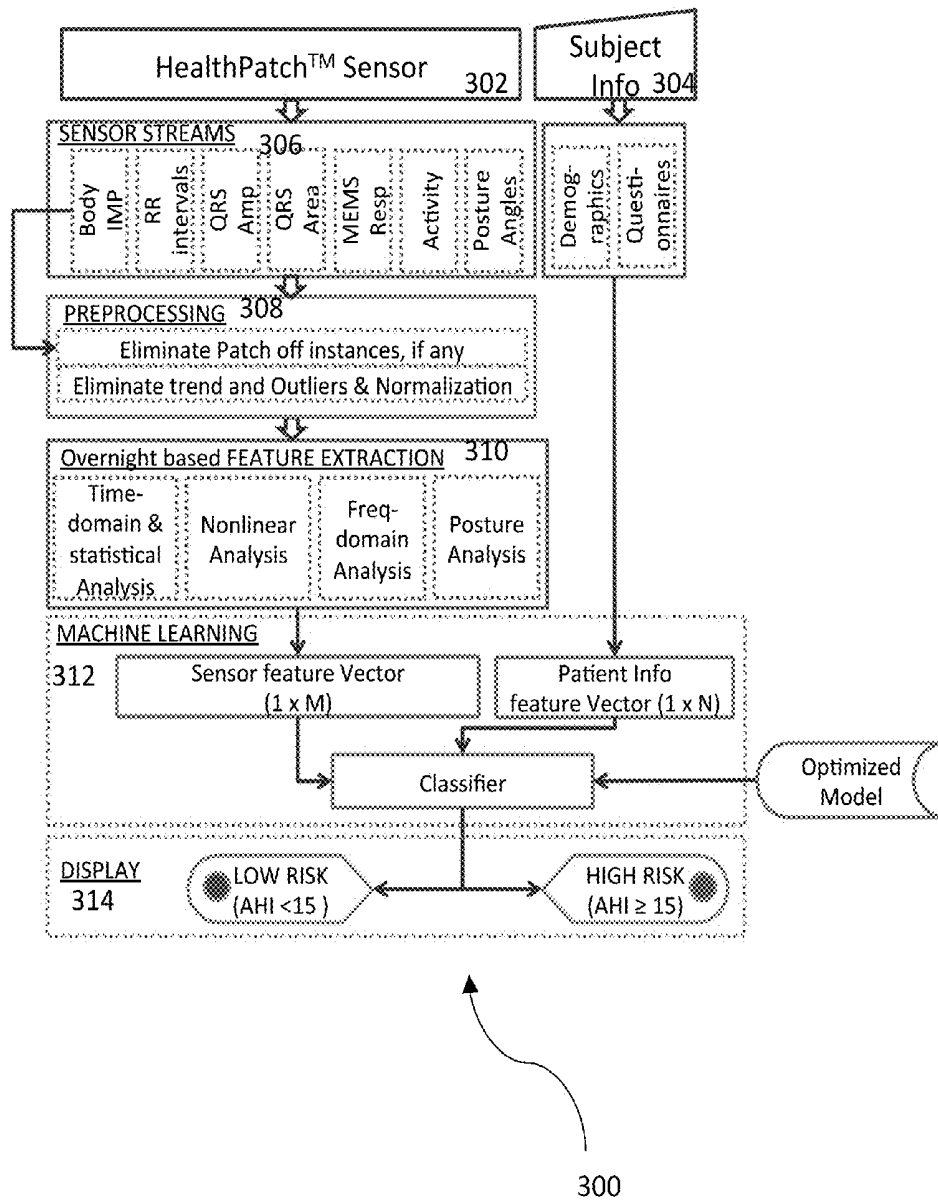 HealthPatch™ Sensor
302
Subject
Info 304
SENSOR STREAMS
306
Body
IMP
RR
intervals
QRS
Amp
QRS
Area
MEMS
Resp
Activity
Posture
Angles
Demog-
raphics
Questi-
onnaires
308
PREPROCESSING
Eliminate Patch off instances, if any
Eliminate trend and Outliers & Normalization
Overnight based FEATURE EXTRACTION
310
Time-
domain &
statistical
Analysis
Nonlinear
Analysis
Freq-
domain
Analysis
Posture
Analysis
MACHINE LEARNING
312
Sensor feature Vector
(1 x M)
Patient Info
feature Vector (1 x N)
Classifier
Optimized
Model
DISPLAY
314
LOW RISK
(AHI <15 )
HIGH RISK
(AHI ≥ 15)
300